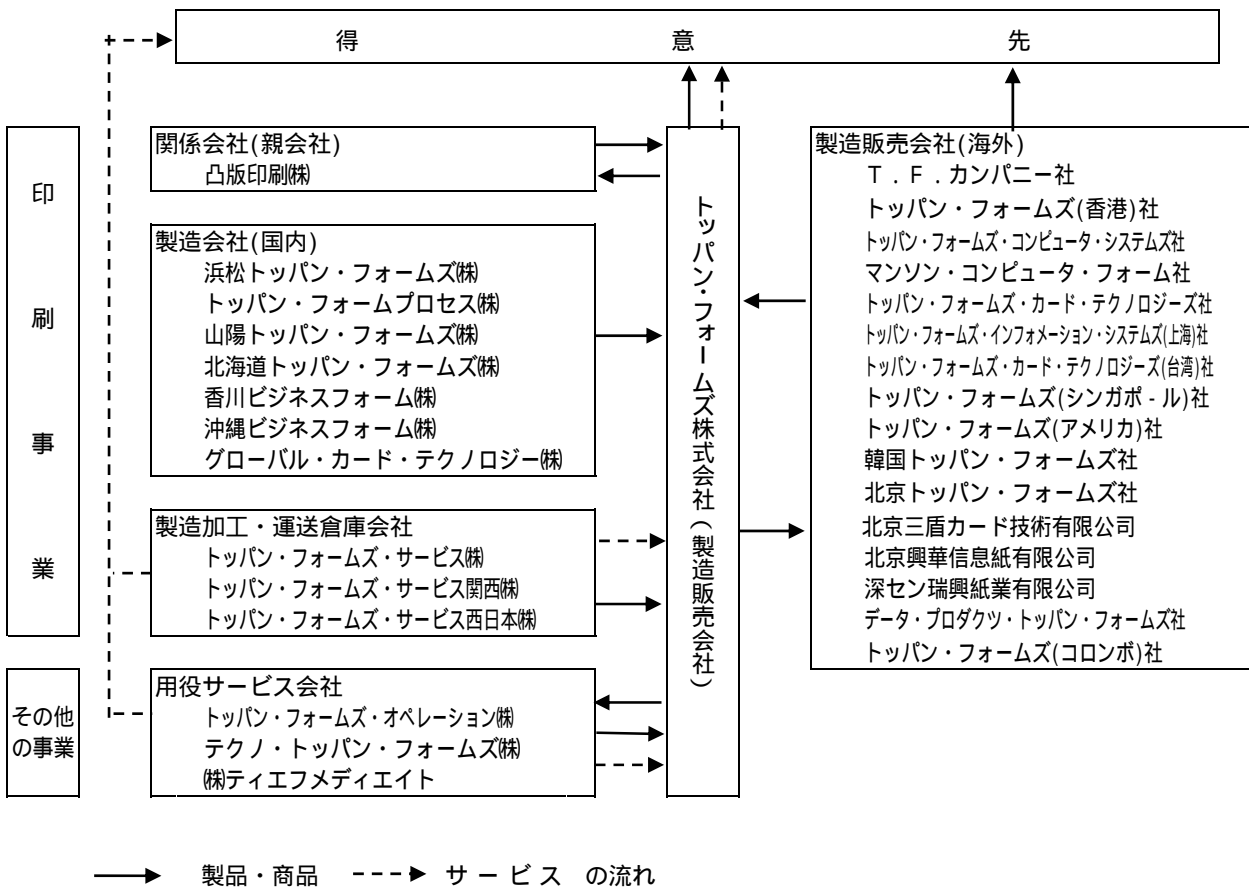 得意先
印刷事業
関係会社(親会社)
凸版印刷㈱
製造会社(国内)
浜松トッパン・フォームズ㈱
トッパン・フォームプロセス㈱
山陽トッパン・フォームズ㈱
北海道トッパン・フォームズ㈱
香川ビジネスフォーム㈱
沖縄ビジネスフォーム㈱
グローバル・カード・テクノロジー㈱
製造加工・運送倉庫会社
トッパン・フォームズ・サービス㈱
トッパン・フォームズ・サービス関西㈱
トッパン・フォームズ・サービス西日本㈱
その他
の事業
用役サービス会社
トッパン・フォームズ・オペレーション㈱
テクノ・トッパン・フォームズ㈱
㈱ティエフメディエイト
トッパン・フォームズ株式会社(製造販売会社)
製造販売会社(海外)
T.F.カンパニー社
トッパン・フォームズ(香港)社
トッパン・フォームズ・コンピュータ・システムズ社
マンソン・コンピュータ・フォーム社
トッパン・フォームズ・カード・テクノロジーズ社
トッパン・フォームズ・インフォメーション・システムズ(上海)社
トッパン・フォームズ・カード・テクノロジーズ(台湾)社
トッパン・フォームズ(シンガポ-ル)社
トッパン・フォームズ(アメリカ)社
韓国トッパン・フォームズ社
北京トッパン・フォームズ社
北京三盾カード技術有限公司
北京興華信息紙有限公司
深セン瑞興紙業有限公司
データ・プロダクツ・トッパン・フォームズ社
トッパン・フォームズ(コロンボ)社
製品・商品 サービス の流れ